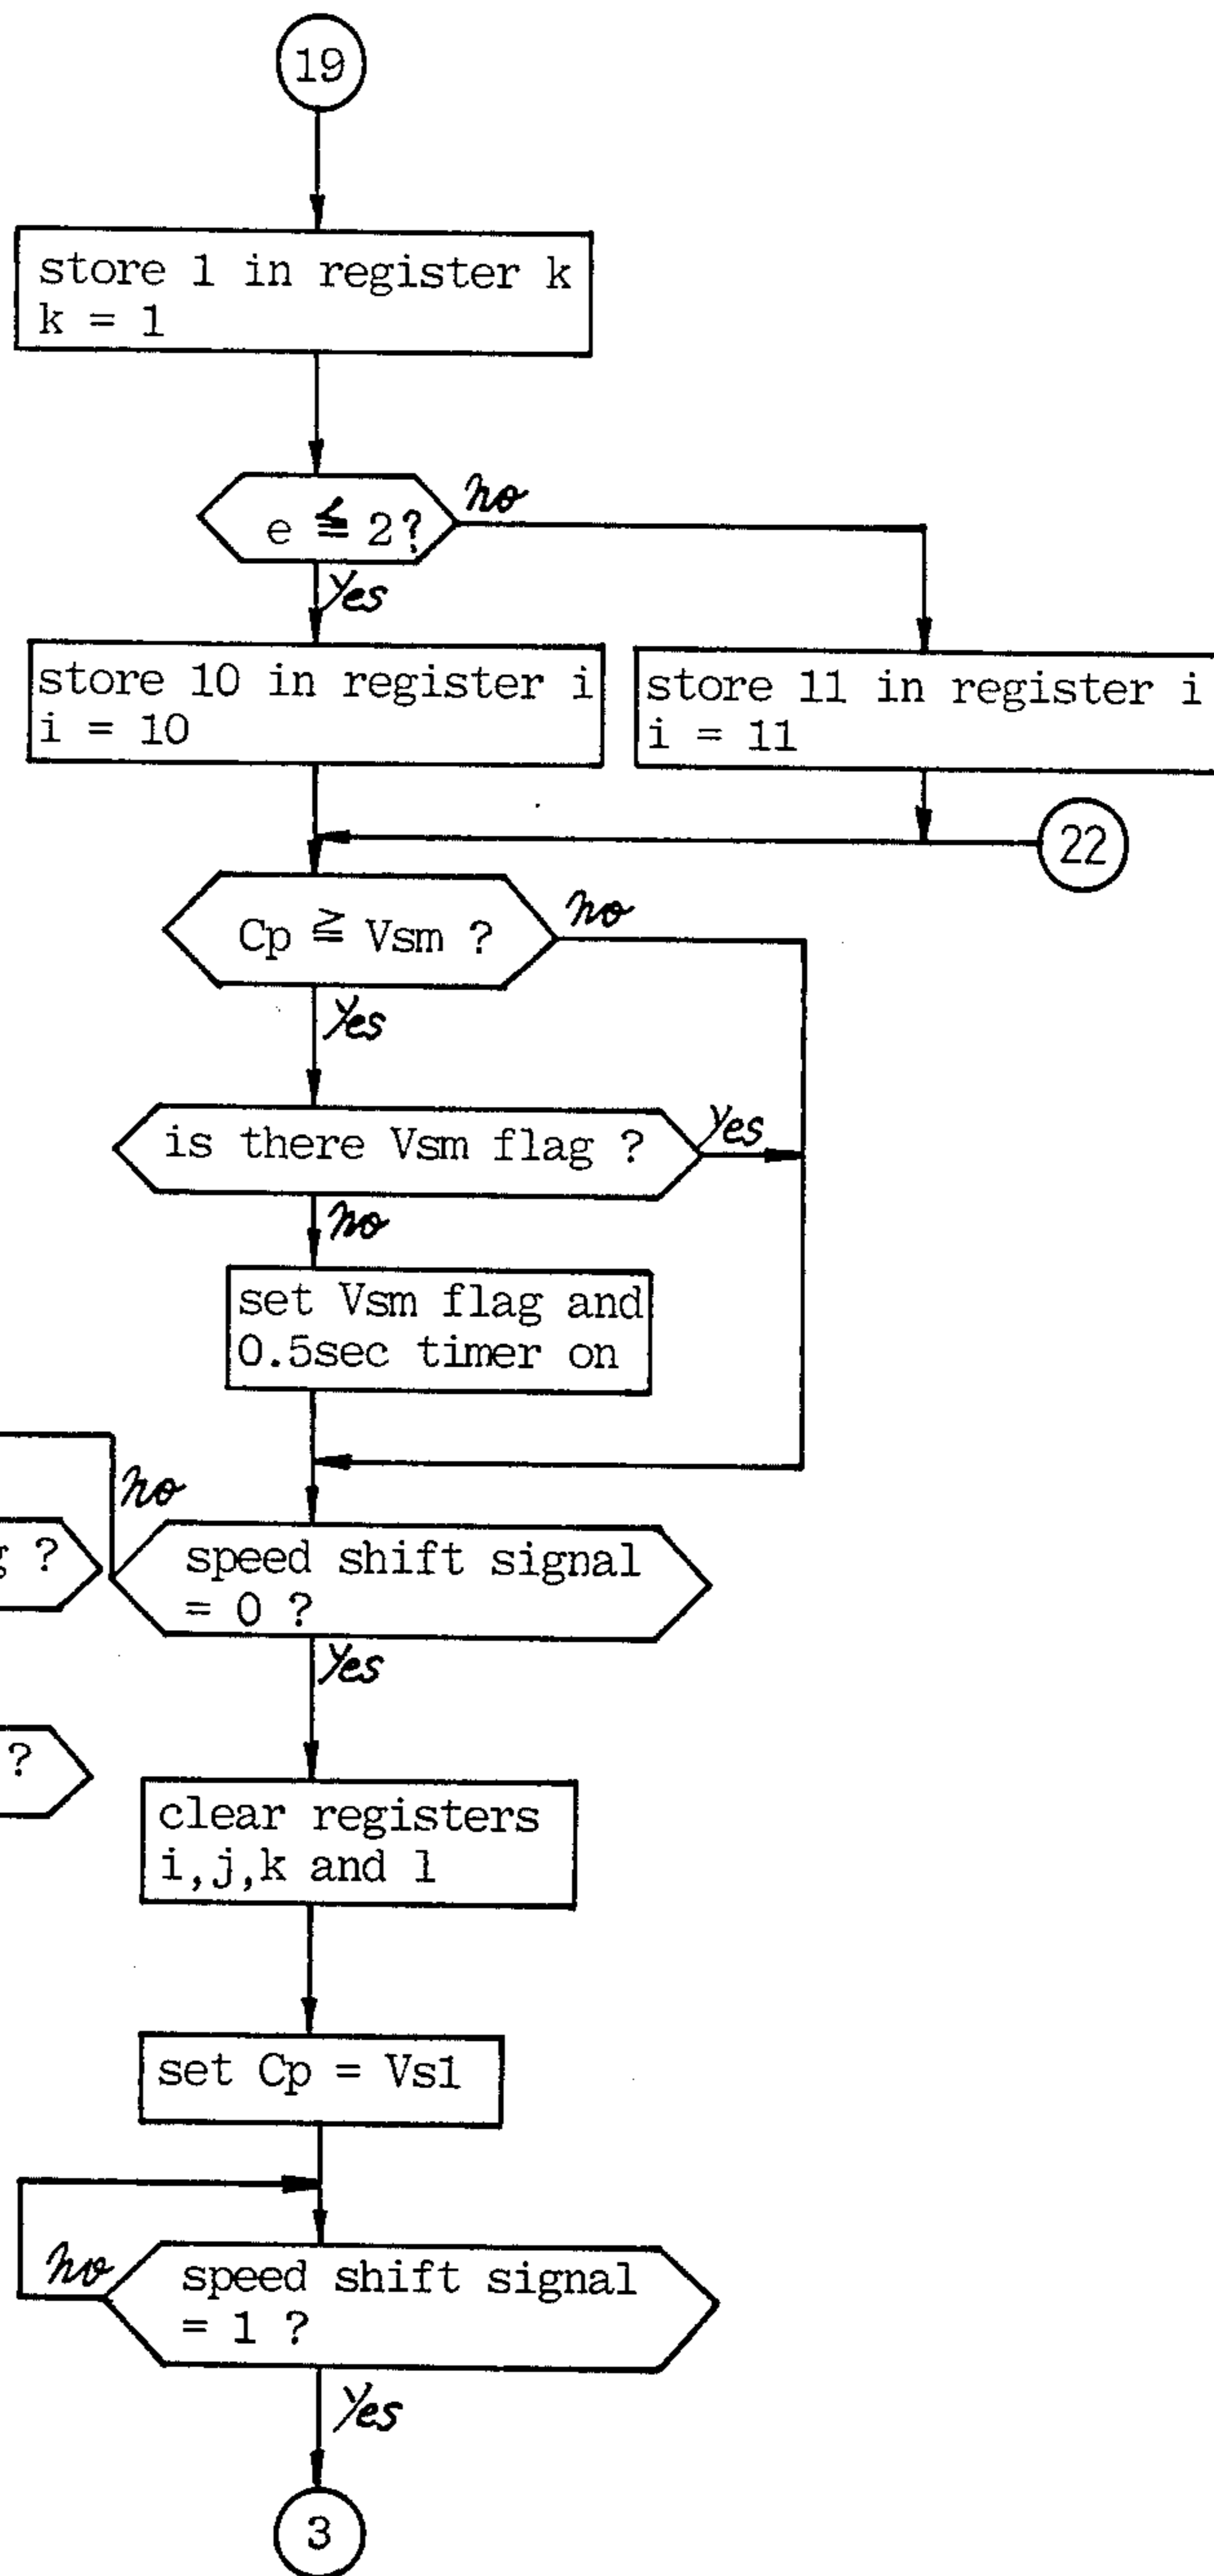 19
store 1 in register k
k = 1
e ≦ 2?
no
yes
store 10 in register i
i = 10
store 11 in register i
i = 11
22
Cp ≧ Vsm ?
no
yes
is there Vsm flag ?
yes
no
set Vsm flag and
0.5sec timer on
no
g ?
speed shift signal
= 0 ?
yes
?
clear registers
i,j,k and l
set Cp = Vsl
no
speed shift signal
= 1 ?
yes
3